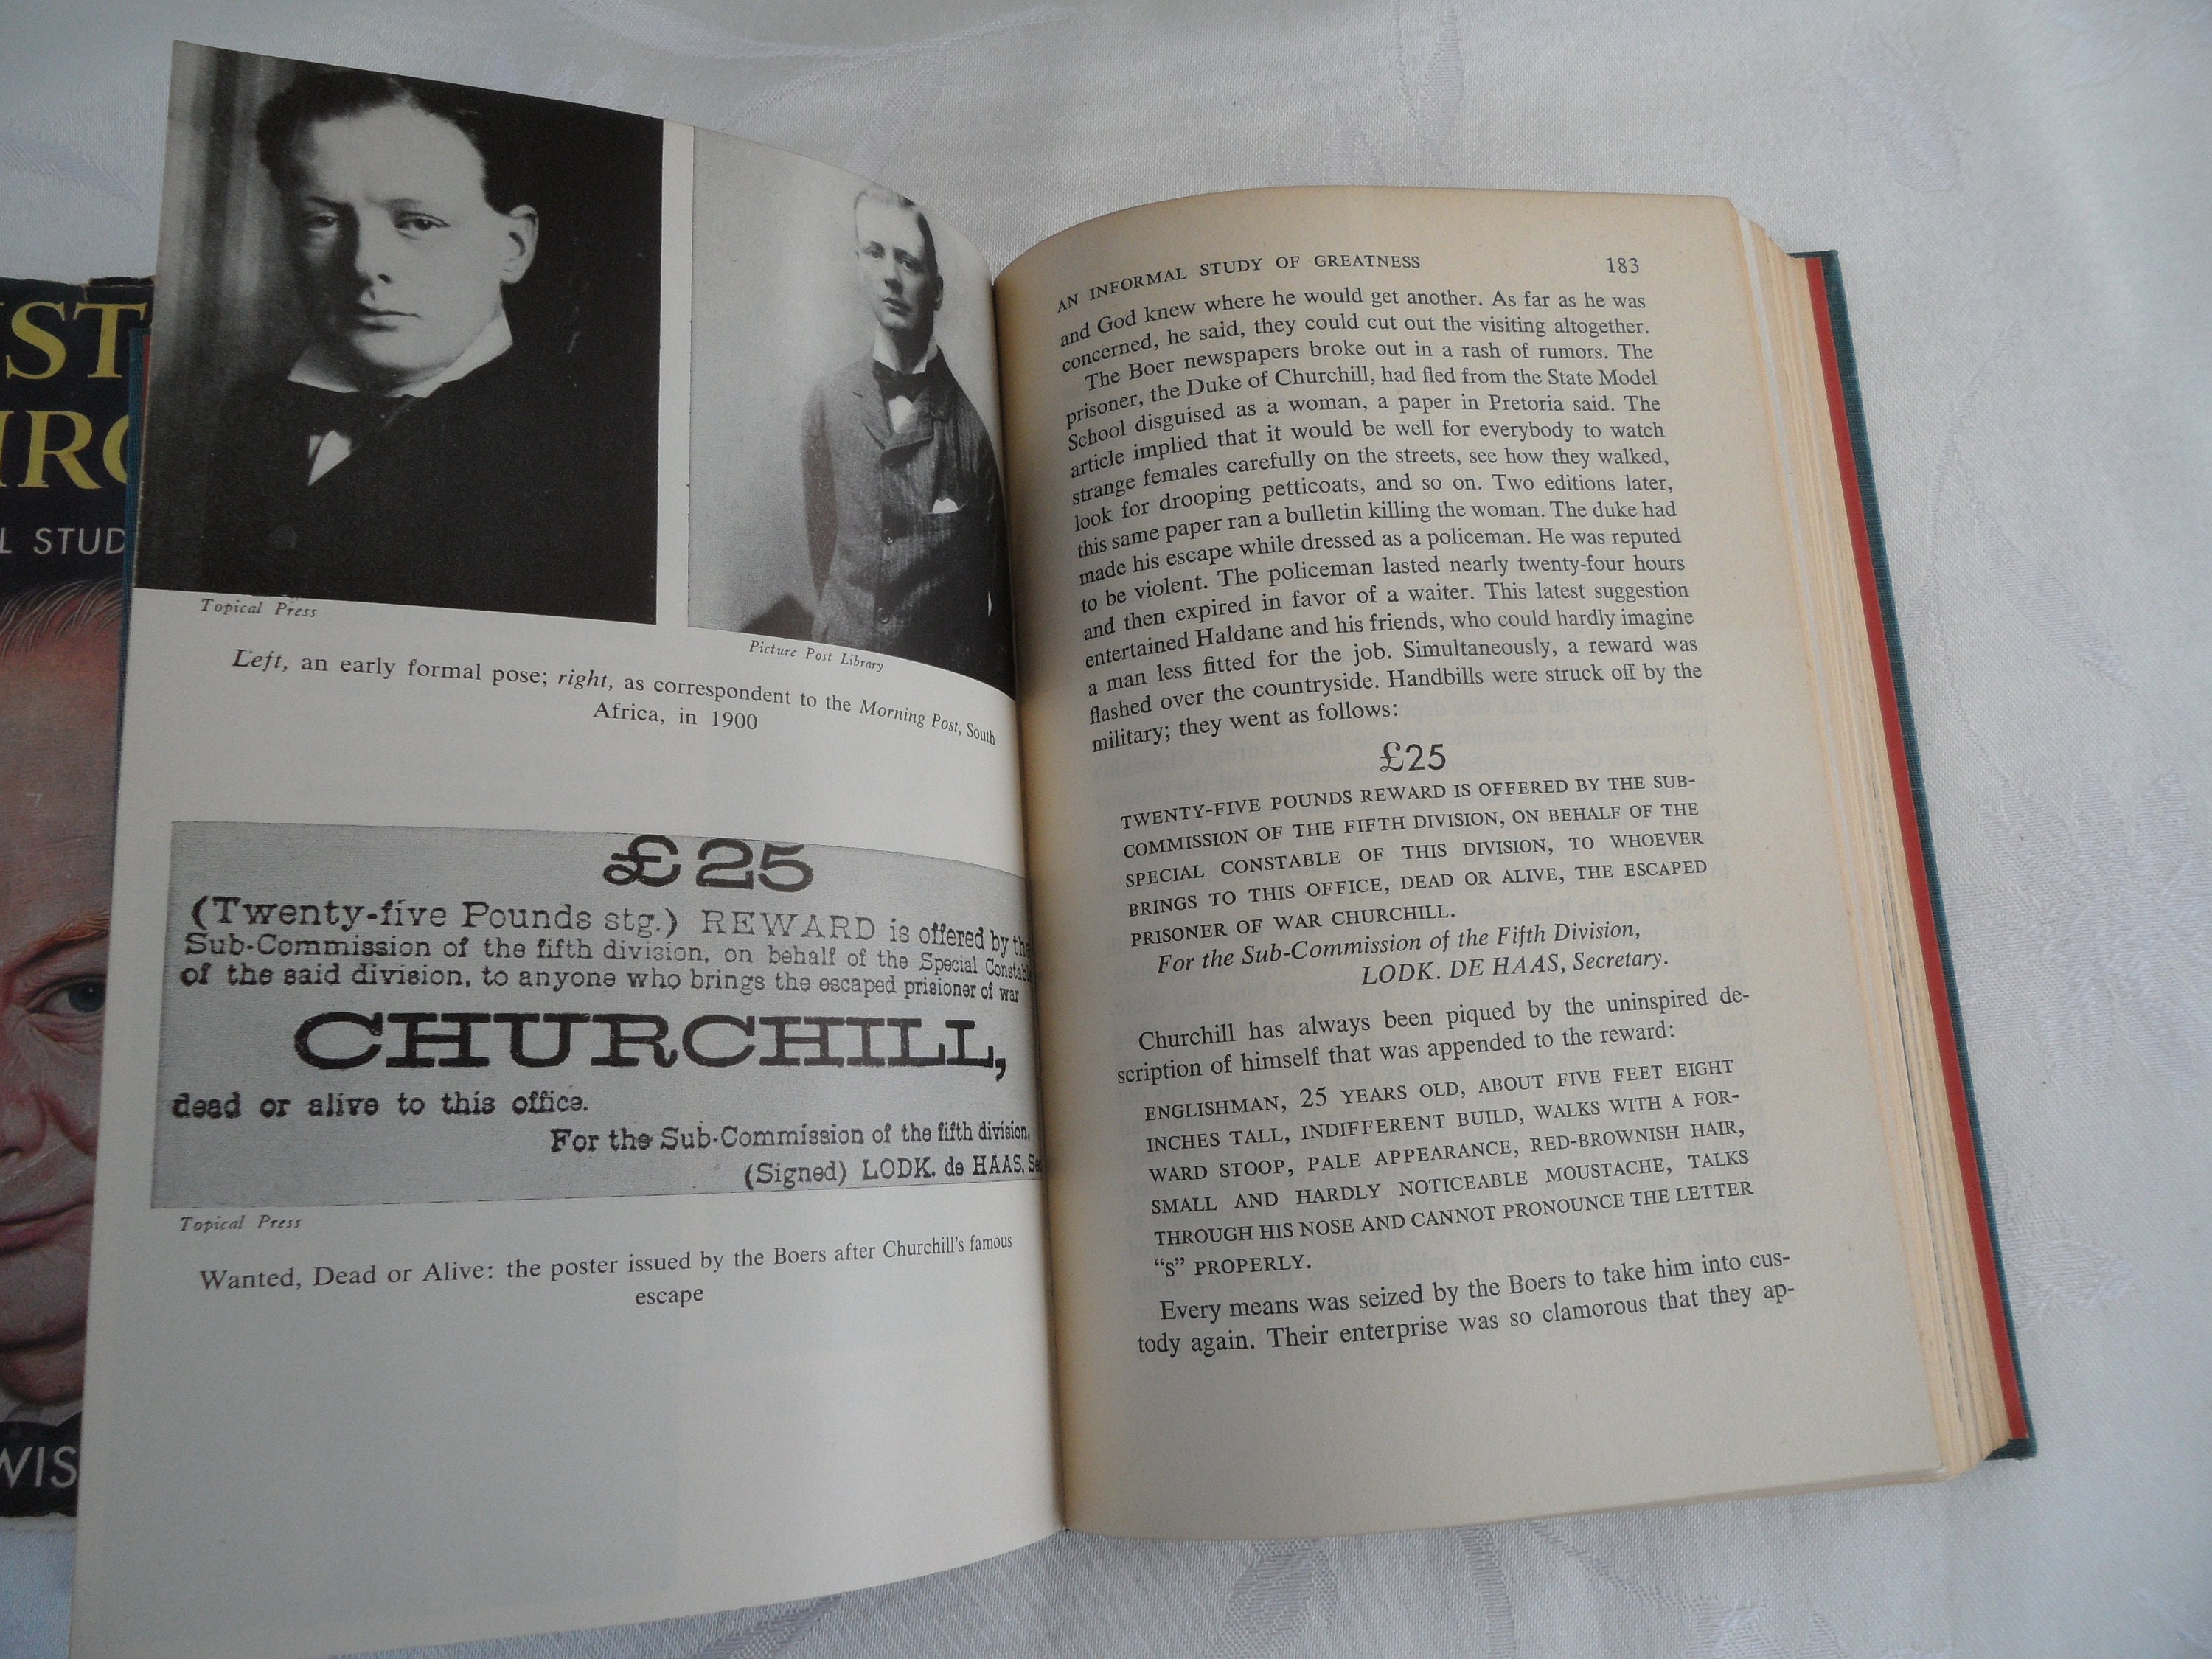 ST
IRC
L STUD
WIS
Topical Press
Picture Post Library
Left, an early formal pose; right, as correspondent to the Morning Post, South
Africa, in 1900
£25
(Twenty-five Pounds stg.) REWARD is offered by the
Sub-Commission of the fifth division, on behalf of the Special Constabl
of the said division, to anyone who brings the escaped prisioner of war
CHURCHILL,
dead or alive to this office.
For the Sub-Commission of the fifth division,
(Signed) LODK. de HAAS, Se
Topical Press
Wanted, Dead or Alive: the poster issued by the Boers after Churchill's famous
escape
AN INFORMAL STUDY OF GREATNESS 183
and God knew where he would get another. As far as he was
concerned, he said, they could cut out the visiting altogether.
The Boer newspapers broke out in a rash of rumors. The
prisoner, the Duke of Churchill, had fled from the State Model
School disguised as a woman, a paper in Pretoria said. The
article implied that it would be well for everybody to watch
strange females carefully on the streets, see how they walked,
look for drooping petticoats, and so on. Two editions later,
this same paper ran a bulletin killing the woman. The duke had
made his escape while dressed as a policeman. He was reputed
to be violent. The policeman lasted nearly twenty-four hours
and then expired in favor of a waiter. This latest suggestion
entertained Haldane and his friends, who could hardly imagine
a man less fitted for the job. Simultaneously, a reward was
flashed over the countryside. Handbills were struck off by the
military; they went as follows:
£25
TWENTY-FIVE POUNDS REWARD IS OFFERED BY THE SUB-
COMMISSION OF THE FIFTH DIVISION, ON BEHALF OF THE
SPECIAL CONSTABLE OF THIS DIVISION, TO WHOEVER
BRINGS TO THIS OFFICE, DEAD OR ALIVE, THE ESCAPED
PRISONER OF WAR CHURCHILL.
For the Sub-Commission of the Fifth Division,
LODK. DE HAAS, Secretary.
Churchill has always been piqued by the uninspired de-
scription of himself that was appended to the reward:
ENGLISHMAN, 25 YEARS OLD, ABOUT FIVE FEET EIGHT
INCHES TALL, INDIFFERENT BUILD, WALKS WITH A FOR-
WARD STOOP, PALE APPEARANCE, RED-BROWNISH HAIR,
SMALL AND HARDLY NOTICEABLE MOUSTACHE, TALKS
THROUGH HIS NOSE AND CANNOT PRONOUNCE THE LETTER
“S” PROPERLY.
Every means was seized by the Boers to take him into cus-
tody again. Their enterprise was so clamorous that they ap-